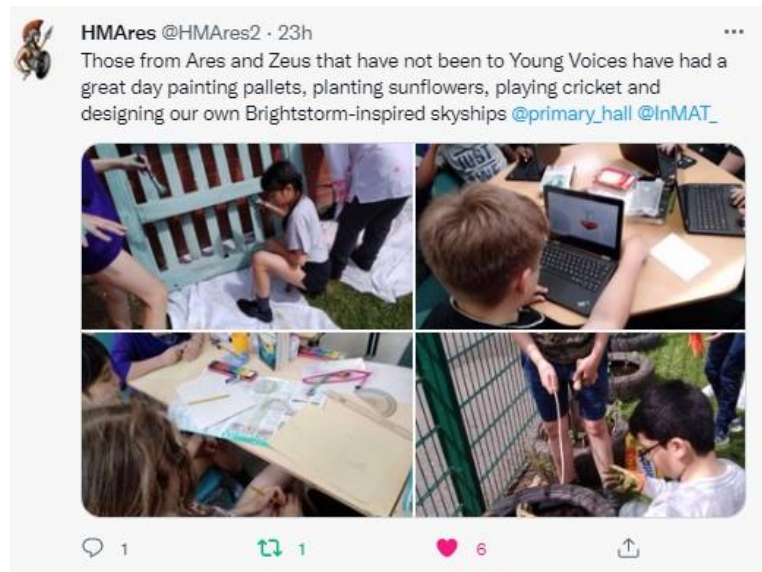 HMAres @HMAres2 · 23h
Those from Ares and Zeus that have not been to Young Voices have had a
great day painting pallets, planting sunflowers, playing cricket and
designing our own Brightstorm-inspired skyships @primary_hall @InMAT_
JUST
1
1
6